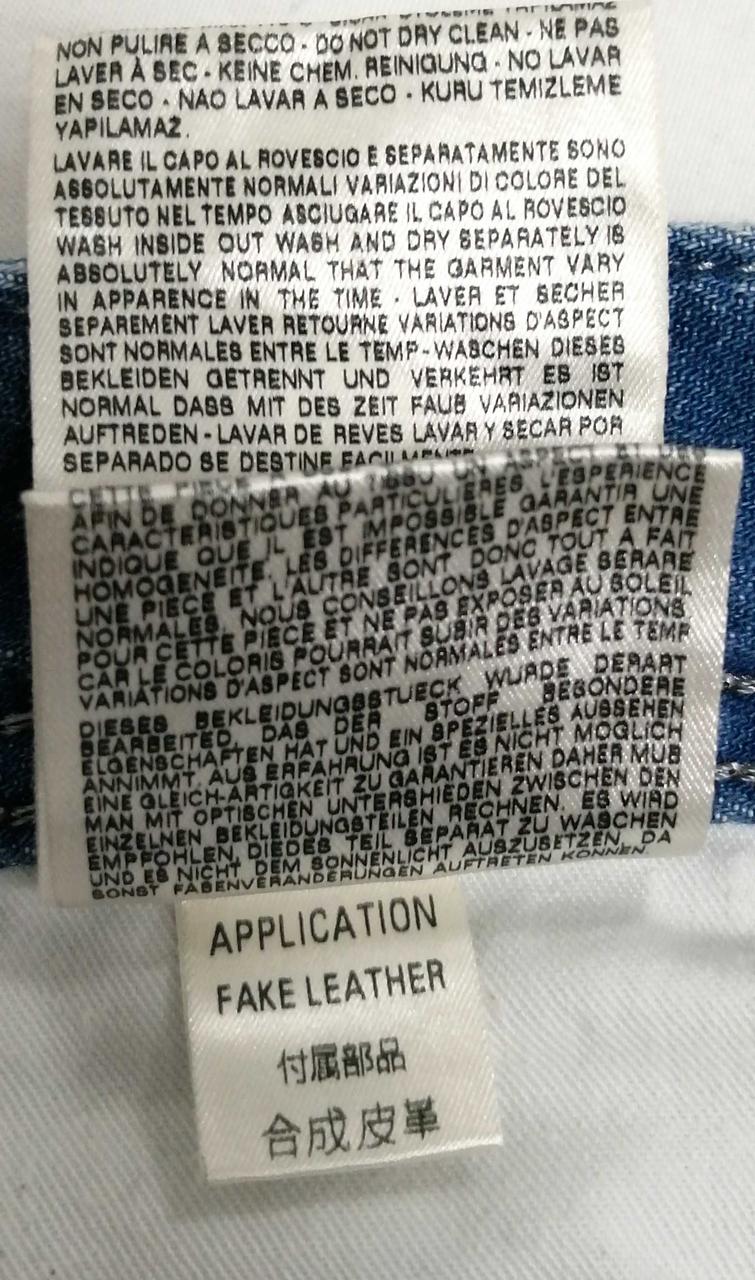 NON PULIRE A SECCO - DO NOT DRY CLEAN - NE PAS
LAVER À SEC - KEINE CHEM. REINIGUNG - NO LAVAR
EN SECO - NAO LAVAR A SECO - KURU TEMIZLEME
YAPILAMAZ.
LAVARE IL CAPO AL ROVESCIO E SEPARATAMENTE SONO
ASSOLUTAMENTE NORMALI VARIAZIONI DI COLORE DEL
TESSUTO NEL TEMPO ASCIUGARE IL CAPO AL ROVESCIO
WASH INSIDE OUT WASH AND DRY SEPARATELY IS
ABSOLUTELY NORMAL THAT THE GARMENT VARY
IN APPARENCE IN THE TIME - LAVER ET SECHER
SEPAREMENT LAVER RETOURNE VARIATIONS D'ASPECT
SONT NORMALES ENTRE LE TEMP-WASCHEN DIESES
BEKLEIDEN GETRENNT UND VERKEHRT ES IST
NORMAL DASS MIT DES ZEIT FAUB VARIAZIONEN
AUFTREDEN - LAVAR DE REVES LAVAR Y SECAR POR
SEPARADO SE DESTINE FACILMENTE
CETTE PIECE A UN ASPECT ET DES
AFIN DE DONNER AU TISSU
CARACTERISTIQUES PARTICULIÈRES L'ESPERIENCE
INDIQUE QUE IL EST IMPOSSIBLE GARANTIR UNE
HOMOGENEITE, LES DIFFERENCES D'ASPECT ENTRE
UNE PIECE ET L'AUTRE SONT DONC TOUT A FAIT
NORMALES. NOUS CONSEILLONS LAVAGE SERARE
POUR CETTE PIECE ET NE PAS EXPOSER AU SOLEIL
CAR LE COLORIS POURRAIT SUBIR DES VARIATIONS
VARIATIONS D'ASPECT SONT NORMALES ENTRE LE TEMP
DIESES BEKLEIDUNGSSTUECK WURDE DERART
BEARBEITED, DAS DER STOFF BESONDERE
ELGENSCHAFTEN HAT UND EIN SPEZIELLES AUSSEHEN
ANNIMMT. AUS ERFAHRUNG IST ES NICHT MOGLICH
EINE GLEICH-ARTIGKEIT ZU GARANTIEREN DAHER MUB
MAN MIT OPTISCHEN UNTERSHIEDEN ZWISCHEN DEN
EINZELNEN BEKLEIDUNGSTEILEN RECHNEN. ES WIRD
EMPFOHLEN, DIEDES TEIL SEPARAT ZU WASCHEN
UND ES NICHT DEM SONNENLICHT AUSZUSETZEN, DA
SONST FABENVERANDERUNGEN AUFTRETEN KONNEN.
APPLICATION
FAKE LEATHER
付属部品
合成皮革